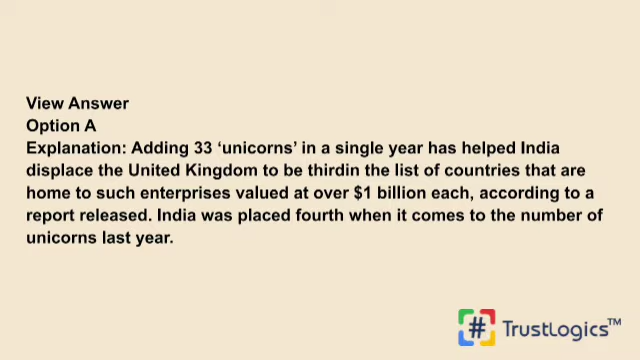 View Answer
Option A
Explanation: Adding 33 ‘unicorns’ in a single year has helped India
displace the United Kingdom to be thirdin the list of countries that are
home to such enterprises valued at over $1 billion each, according to a
report released. India was placed fourth when it comes to the number of
unicorns last year.
# TrustLogics™